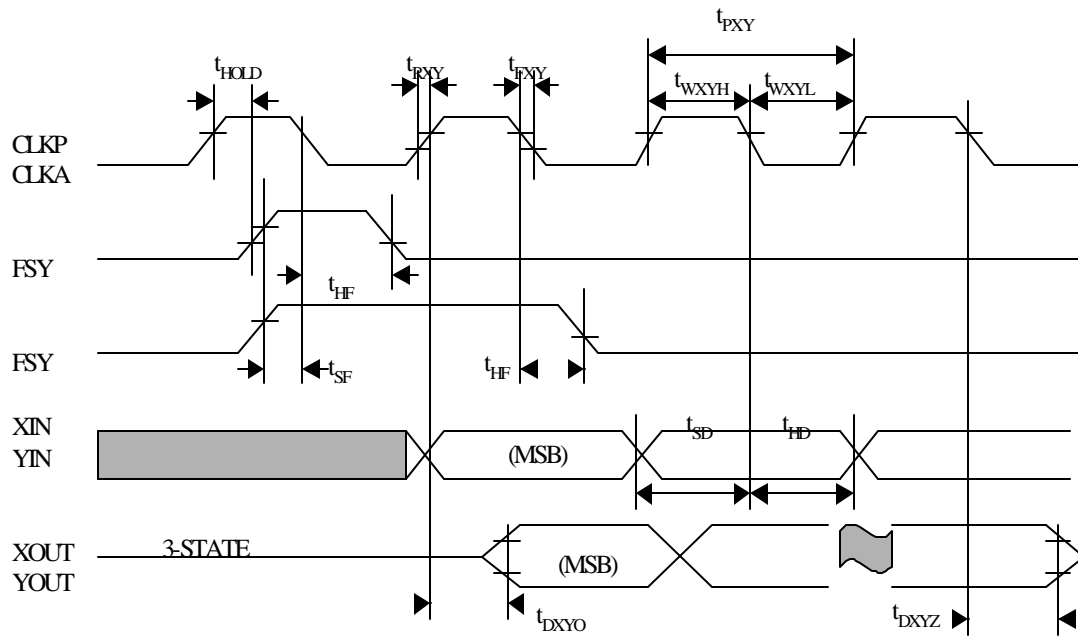 tPXY
tHOLD
tRXY
tFXY
tWXYH
tWXYL
CLKP
CLKA
FSY
tHF
FSY
tSF
tHF
XIN
YIN
(MSB)
tSD
tHD
XOUT
YOUT
3-STATE
(MSB)
tDXYO
tDXYZ